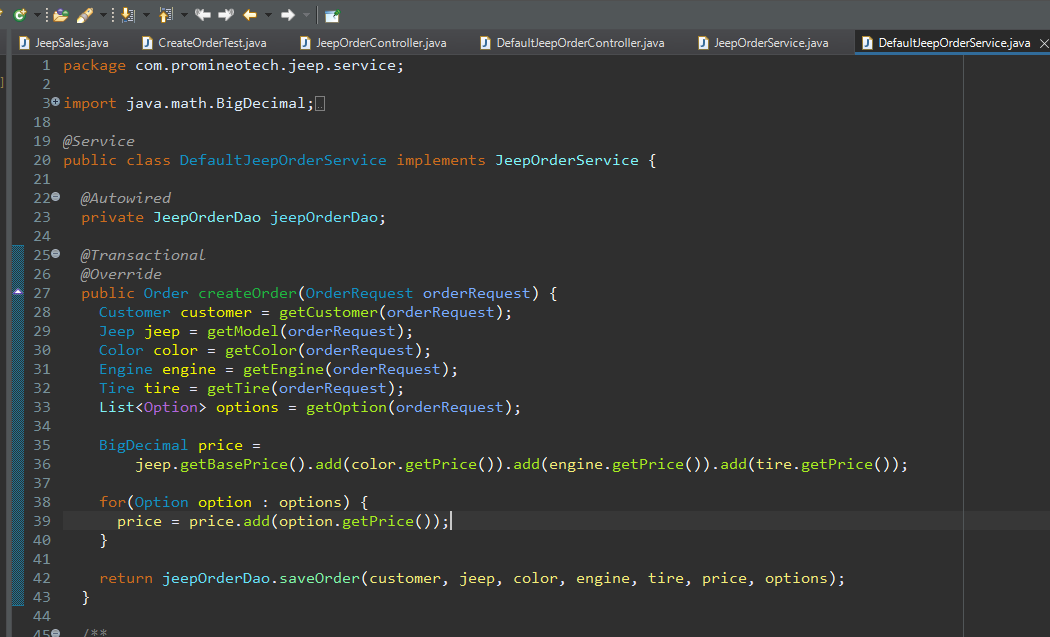 JeepSales.java CreateOrderTest.java JeepOrderController.java DefaultJeepOrderController.java JeepOrderService.java DefaultJeepOrderService.java
1 package com.promineotech.jeep.service;
2
3 import java.math.BigDecimal;
18
19 @Service
20 public class DefaultJeepOrderService implements JeepOrderService {
21
22 @Autowired
23 private JeepOrderDao jeepOrderDao;
24
25 @Transactional
26 @Override
27 public Order createOrder(OrderRequest orderRequest) {
28 Customer customer = getCustomer(orderRequest);
29 Jeep jeep = getModel(orderRequest);
30 Color color = getColor(orderRequest);
31 Engine engine = getEngine(orderRequest);
32 Tire tire = getTire(orderRequest);
33 List<Option> options = getOption(orderRequest);
34
35 BigDecimal price =
36 jeep.getBasePrice().add(color.getPrice()).add(engine.getPrice()).add(tire.getPrice());
37
38 for(Option option : options) {
39 price = price.add(option.getPrice());
40 }
41
42 return jeepOrderDao.saveOrder(customer, jeep, color, engine, tire, price, options);
43 }
44
45 /**